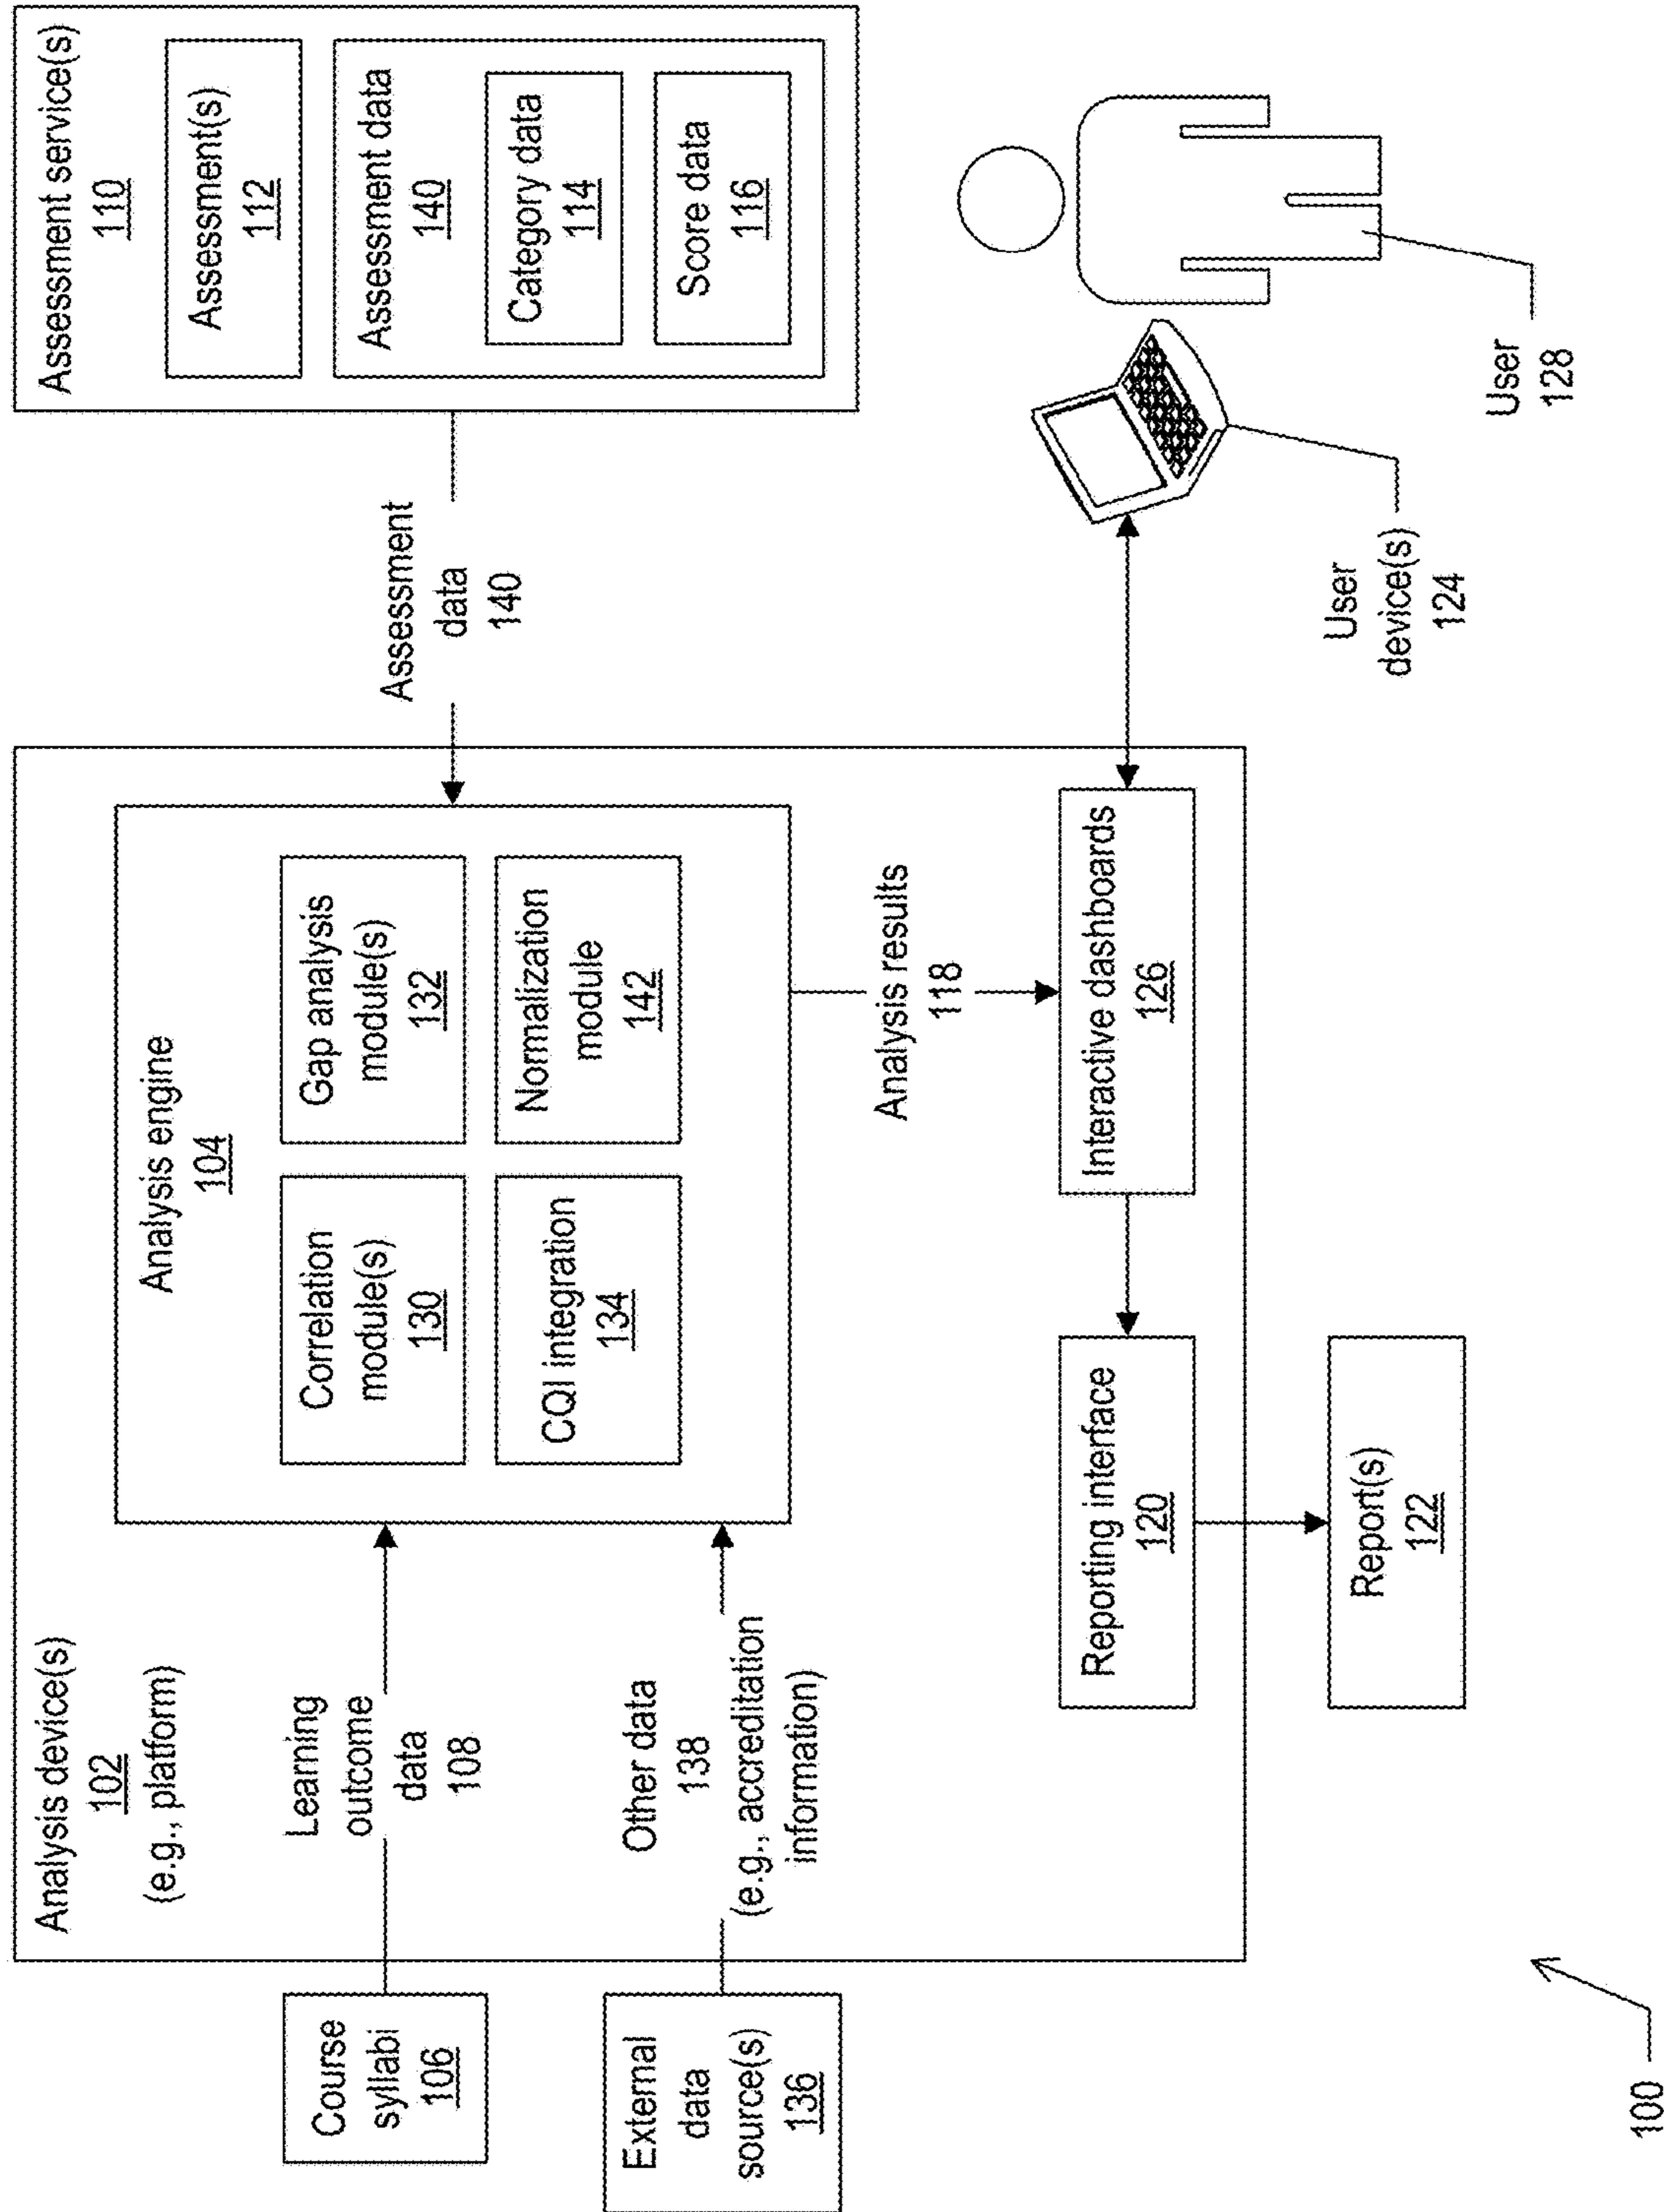 Analysis device(s)
102
(e.g., platform)
Course
syllabi
106
Learning
outcome
data
108
External
data
source(s)
136
Other data
138
(e.g., accreditation
information)
Analysis engine
104
Correlation
module(s)
130
Gap analysis
module(s)
132
CQI integration
134
Normalization
module
142
Assessment
data
140
Assessment service(s)
110
Assessment(s)
112
Assessment data
140
Category data
114
Score data
116
Analysis results
118
Reporting interface
120
Interactive dashboards
126
Report(s)
122
User
device(s)
124
User
128
100